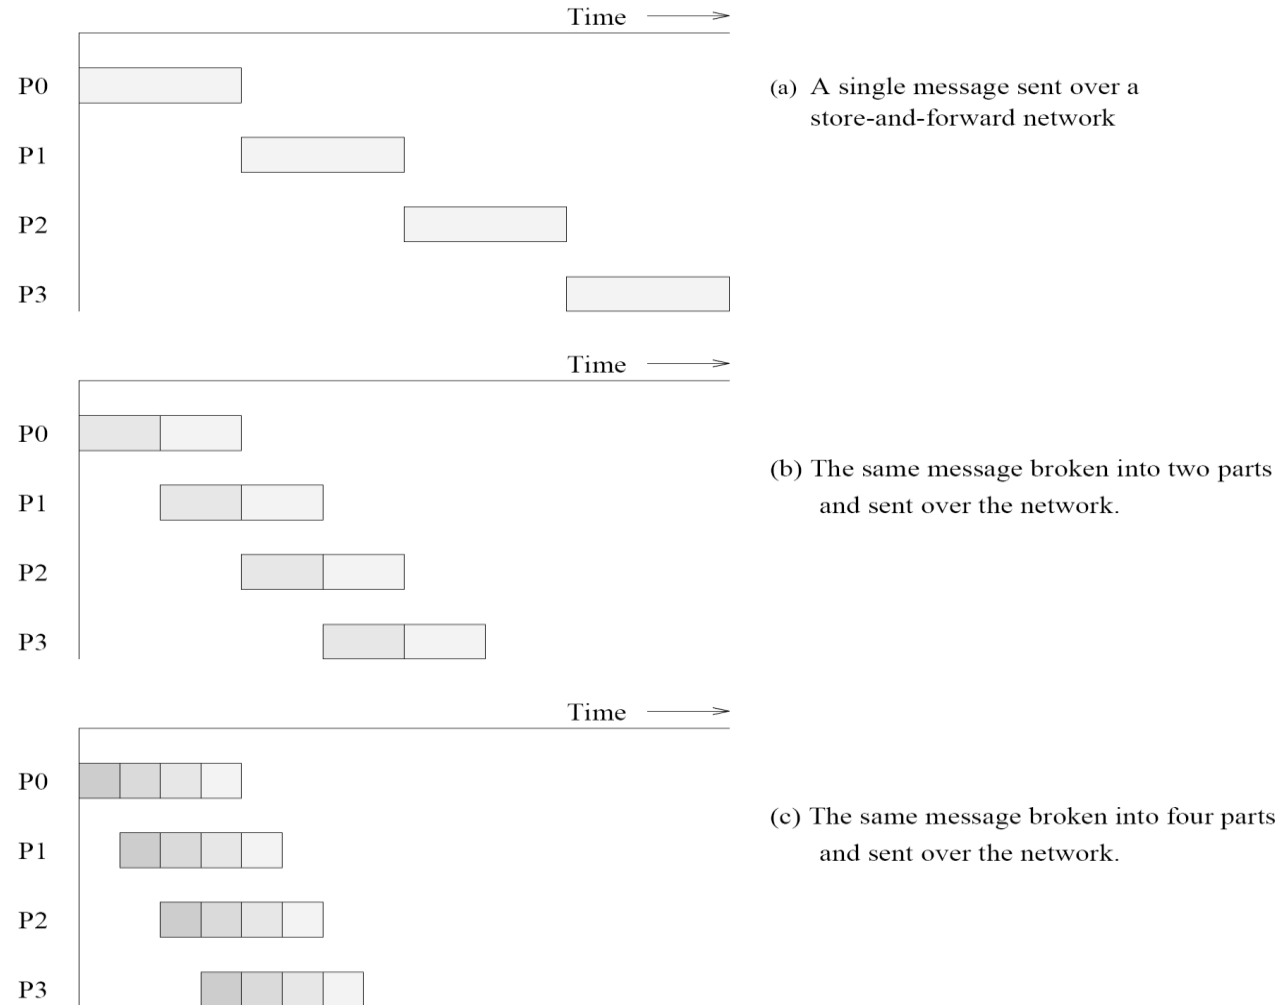 Time
P0
(a) A single message sent over a
store-and-forward network
P1
P2
P3
Time
P0
(b) The same message broken into two parts
and sent over the network.
P1
P2
P3
Time
P0
(c) The same message broken into four parts
and sent over the network.
P1
P2
P3